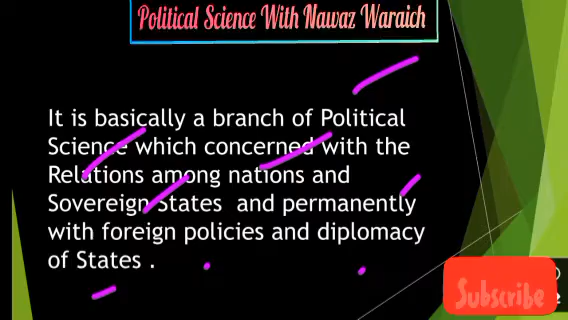 Political Science With Nawaz Waraich
It is basically a branch of Political
Science which concerned with the
Relations among nations and
Sovereign States and permanently
with foreign policies and diplomacy
of States .
Subscribe